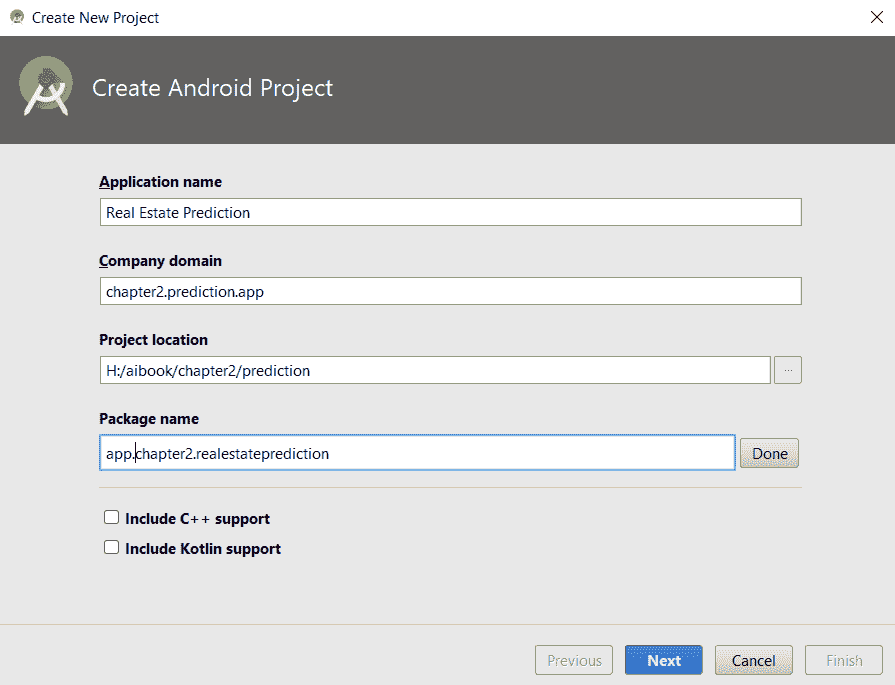 Create New Project
Create Android Project
Application name
Real Estate Prediction
Company domain
chapter2.prediction.app
Project location
H:/aibook/chapter2/prediction
...
Package name
app.chapter2.realestateprediction
Done
Include C++ support
Include Kotlin support
Previous
Next
Cancel
Finish